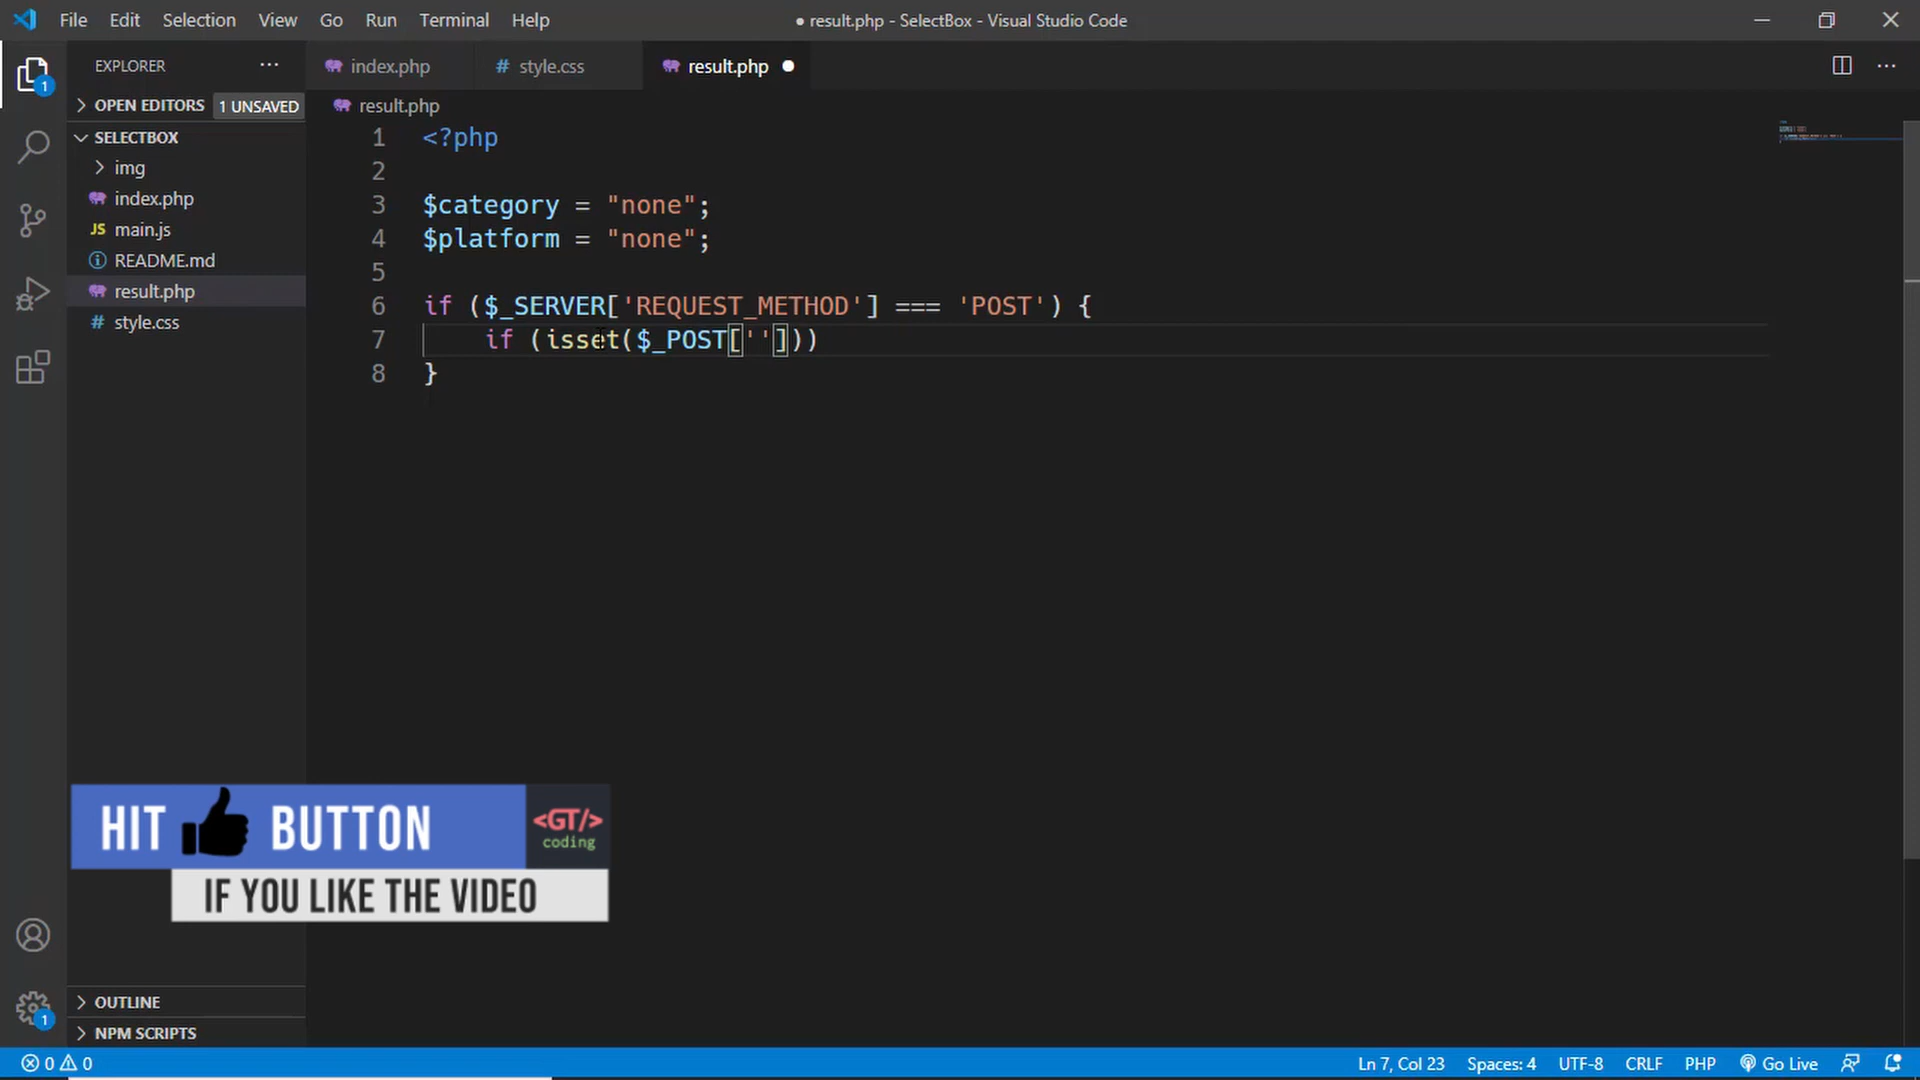 File Edit Selection View Go Run Terminal Help
● result.php - SelectBox - Visual Studio Code
EXPLORER
index.php
style.css
result.php
OPEN EDITORS 1 UNSAVED
result.php
SELECTBOX
img
index.php
JS main.js
README.md
result.php
# style.css
1 <?php
2
3 $category = "none";
4 $platform = "none";
5
6 if ($_SERVER['REQUEST_METHOD'] === 'POST') {
7 if (isset($_POST['']))
8 }
HIT BUTTON
<GT/>
coding
IF YOU LIKE THE VIDEO
1
1
OUTLINE
NPM SCRIPTS
0 0
Ln 7, Col 23 Spaces: 4 UTF-8 CRLF PHP Go Live